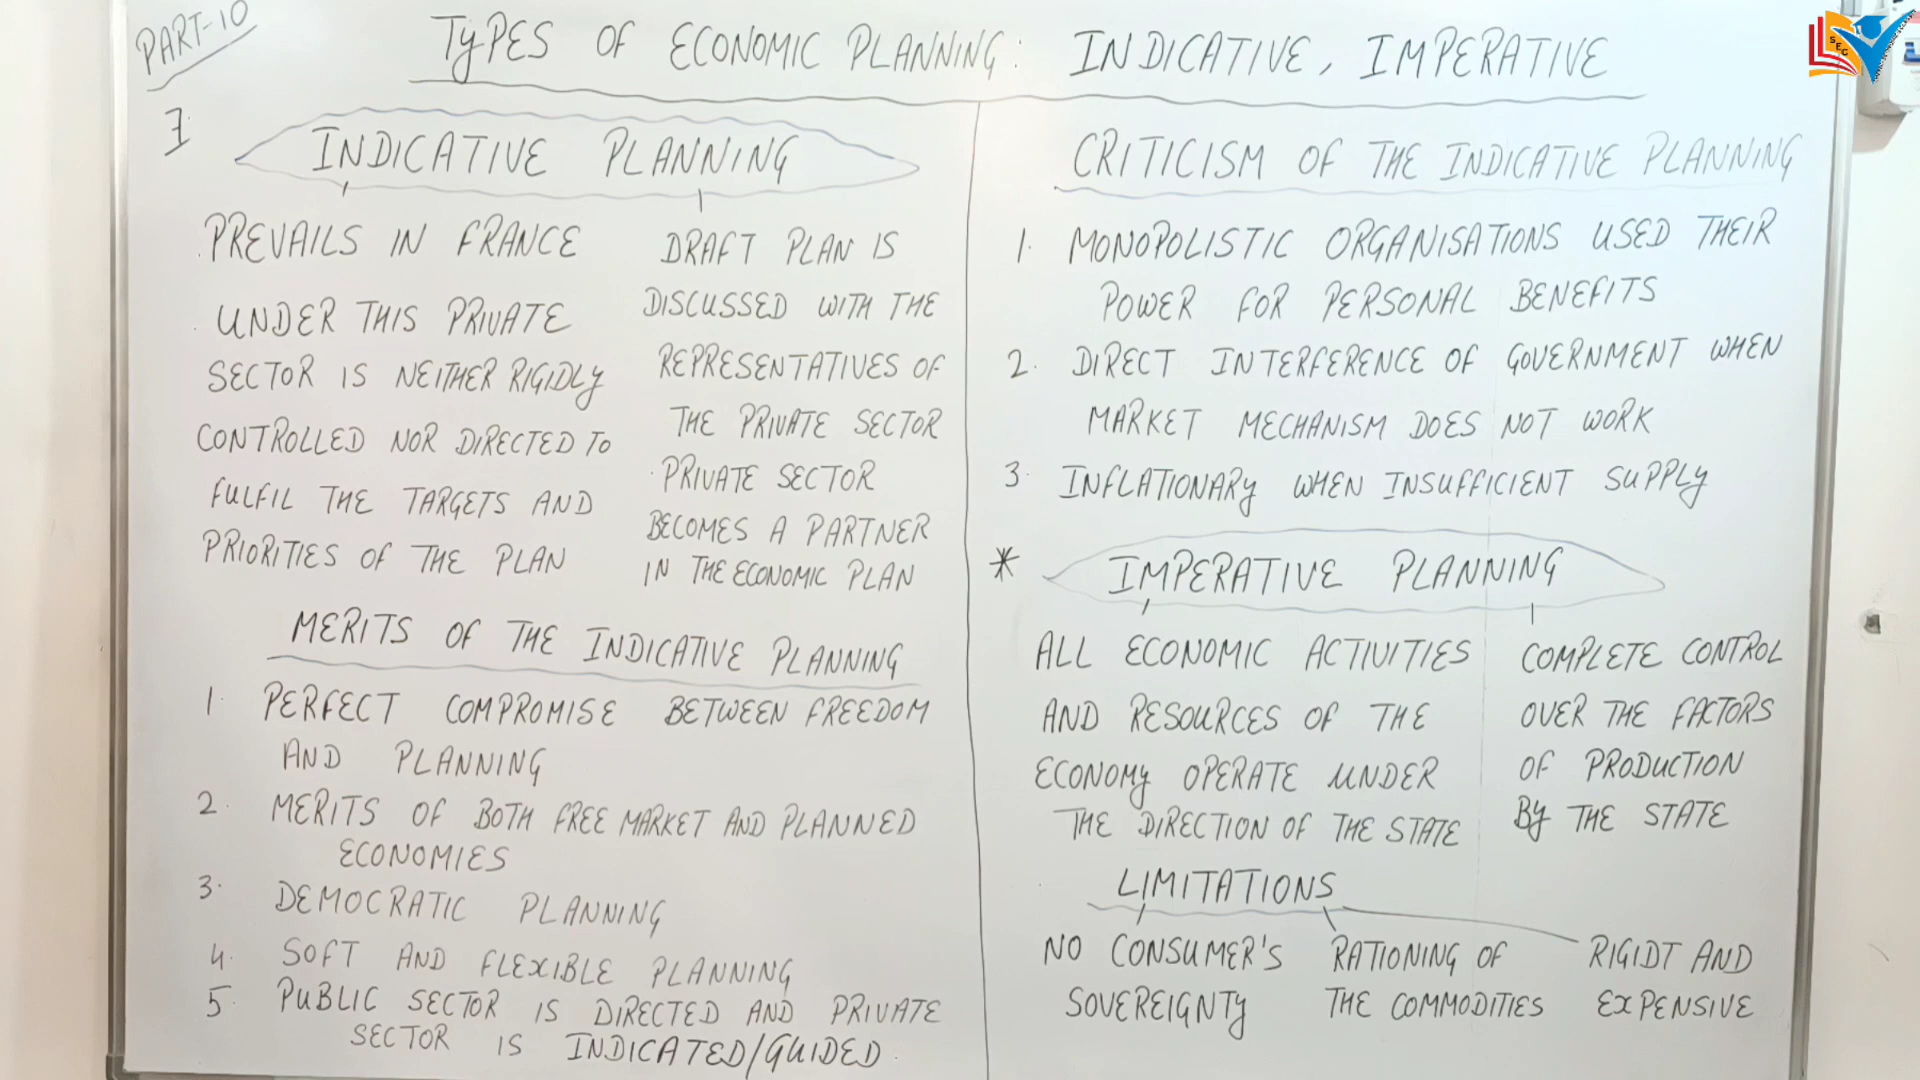 PART-10
TYPES OF ECONOMIC PLANNING: INDICATIVE, IMPERATIVE
I
INDICATIVE PLANNING
PREVAILS IN FRANCE
UNDER THIS PRIVATE
SECTOR IS NEITHER RIGIDLY
CONTROLLED NOR DIRECTED TO
FULFIL THE TARGETS AND
PRIORITIES OF THE PLAN
DRAFT PLAN IS
DISCUSSED WITH THE
REPRESENTATIVES OF
THE PRIVATE SECTOR
PRIVATE SECTOR
BECOMES A PARTNER
IN THE ECONOMIC PLAN
MERITS OF THE INDICATIVE PLANNING
1. PERFECT COMPROMISE BETWEEN FREEDOM
AND PLANNING
2. MERITS OF BOTH FREE MARKET AND PLANNED
ECONOMIES
3. DEMOCRATIC PLANNING
4. SOFT AND FLEXIBLE PLANNING
5. PUBLIC SECTOR IS DIRECTED AND PRIVATE
SECTOR IS INDICATED/GUIDED.
CRITICISM OF THE INDICATIVE PLANNING
1. MONOPOLISTIC ORGANISATIONS USED THEIR
POWER FOR PERSONAL BENEFITS
2. DIRECT INTERFERENCE OF GOVERNMENT WHEN
MARKET MECHANISM DOES NOT WORK
3. INFLATIONARY WHEN INSUFFICIENT SUPPLY
* IMPERATIVE PLANNING
ALL ECONOMIC ACTIVITIES
AND RESOURCES OF THE
ECONOMY OPERATE UNDER
THE DIRECTION OF THE STATE
COMPLETE CONTROL
OVER THE FACTORS
OF PRODUCTION
BY THE STATE
LIMITATIONS
NO CONSUMER'S
SOVEREIGNTY
RATIONING OF
THE COMMODITIES
RIGIDT AND
EXPENSIVE
SEC